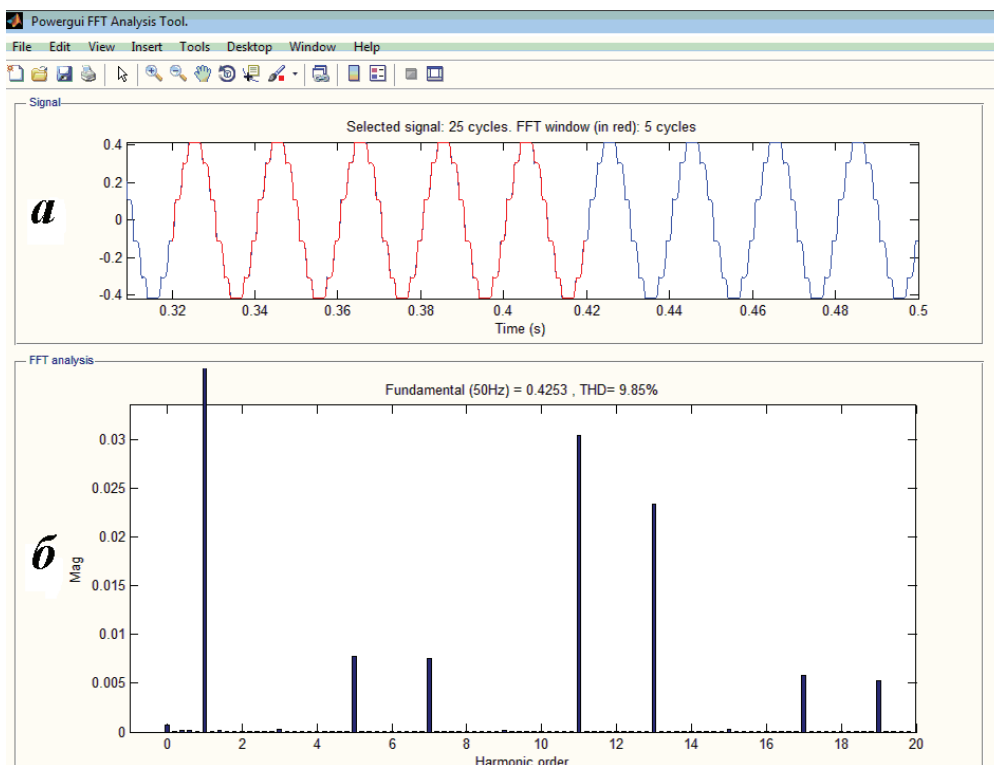 Powergui FFT Analysis Tool.
File Edit View Insert Tools Desktop Window Help
Signal
Selected signal: 25 cycles. FFT window (in red): 5 cycles
а
0.4
0.2
0
-0.2
-0.4
0.32 0.34 0.36 0.38 0.4 0.42 0.44 0.46 0.48 0.5
Time (s)
FFT analysis
Fundamental (50Hz) = 0.4253 , THD= 9.85%
б
Mag
0.03
0.025
0.02
0.015
0.01
0.005
0
0 2 4 6 8 10 12 14 16 18 20
Harmonic order